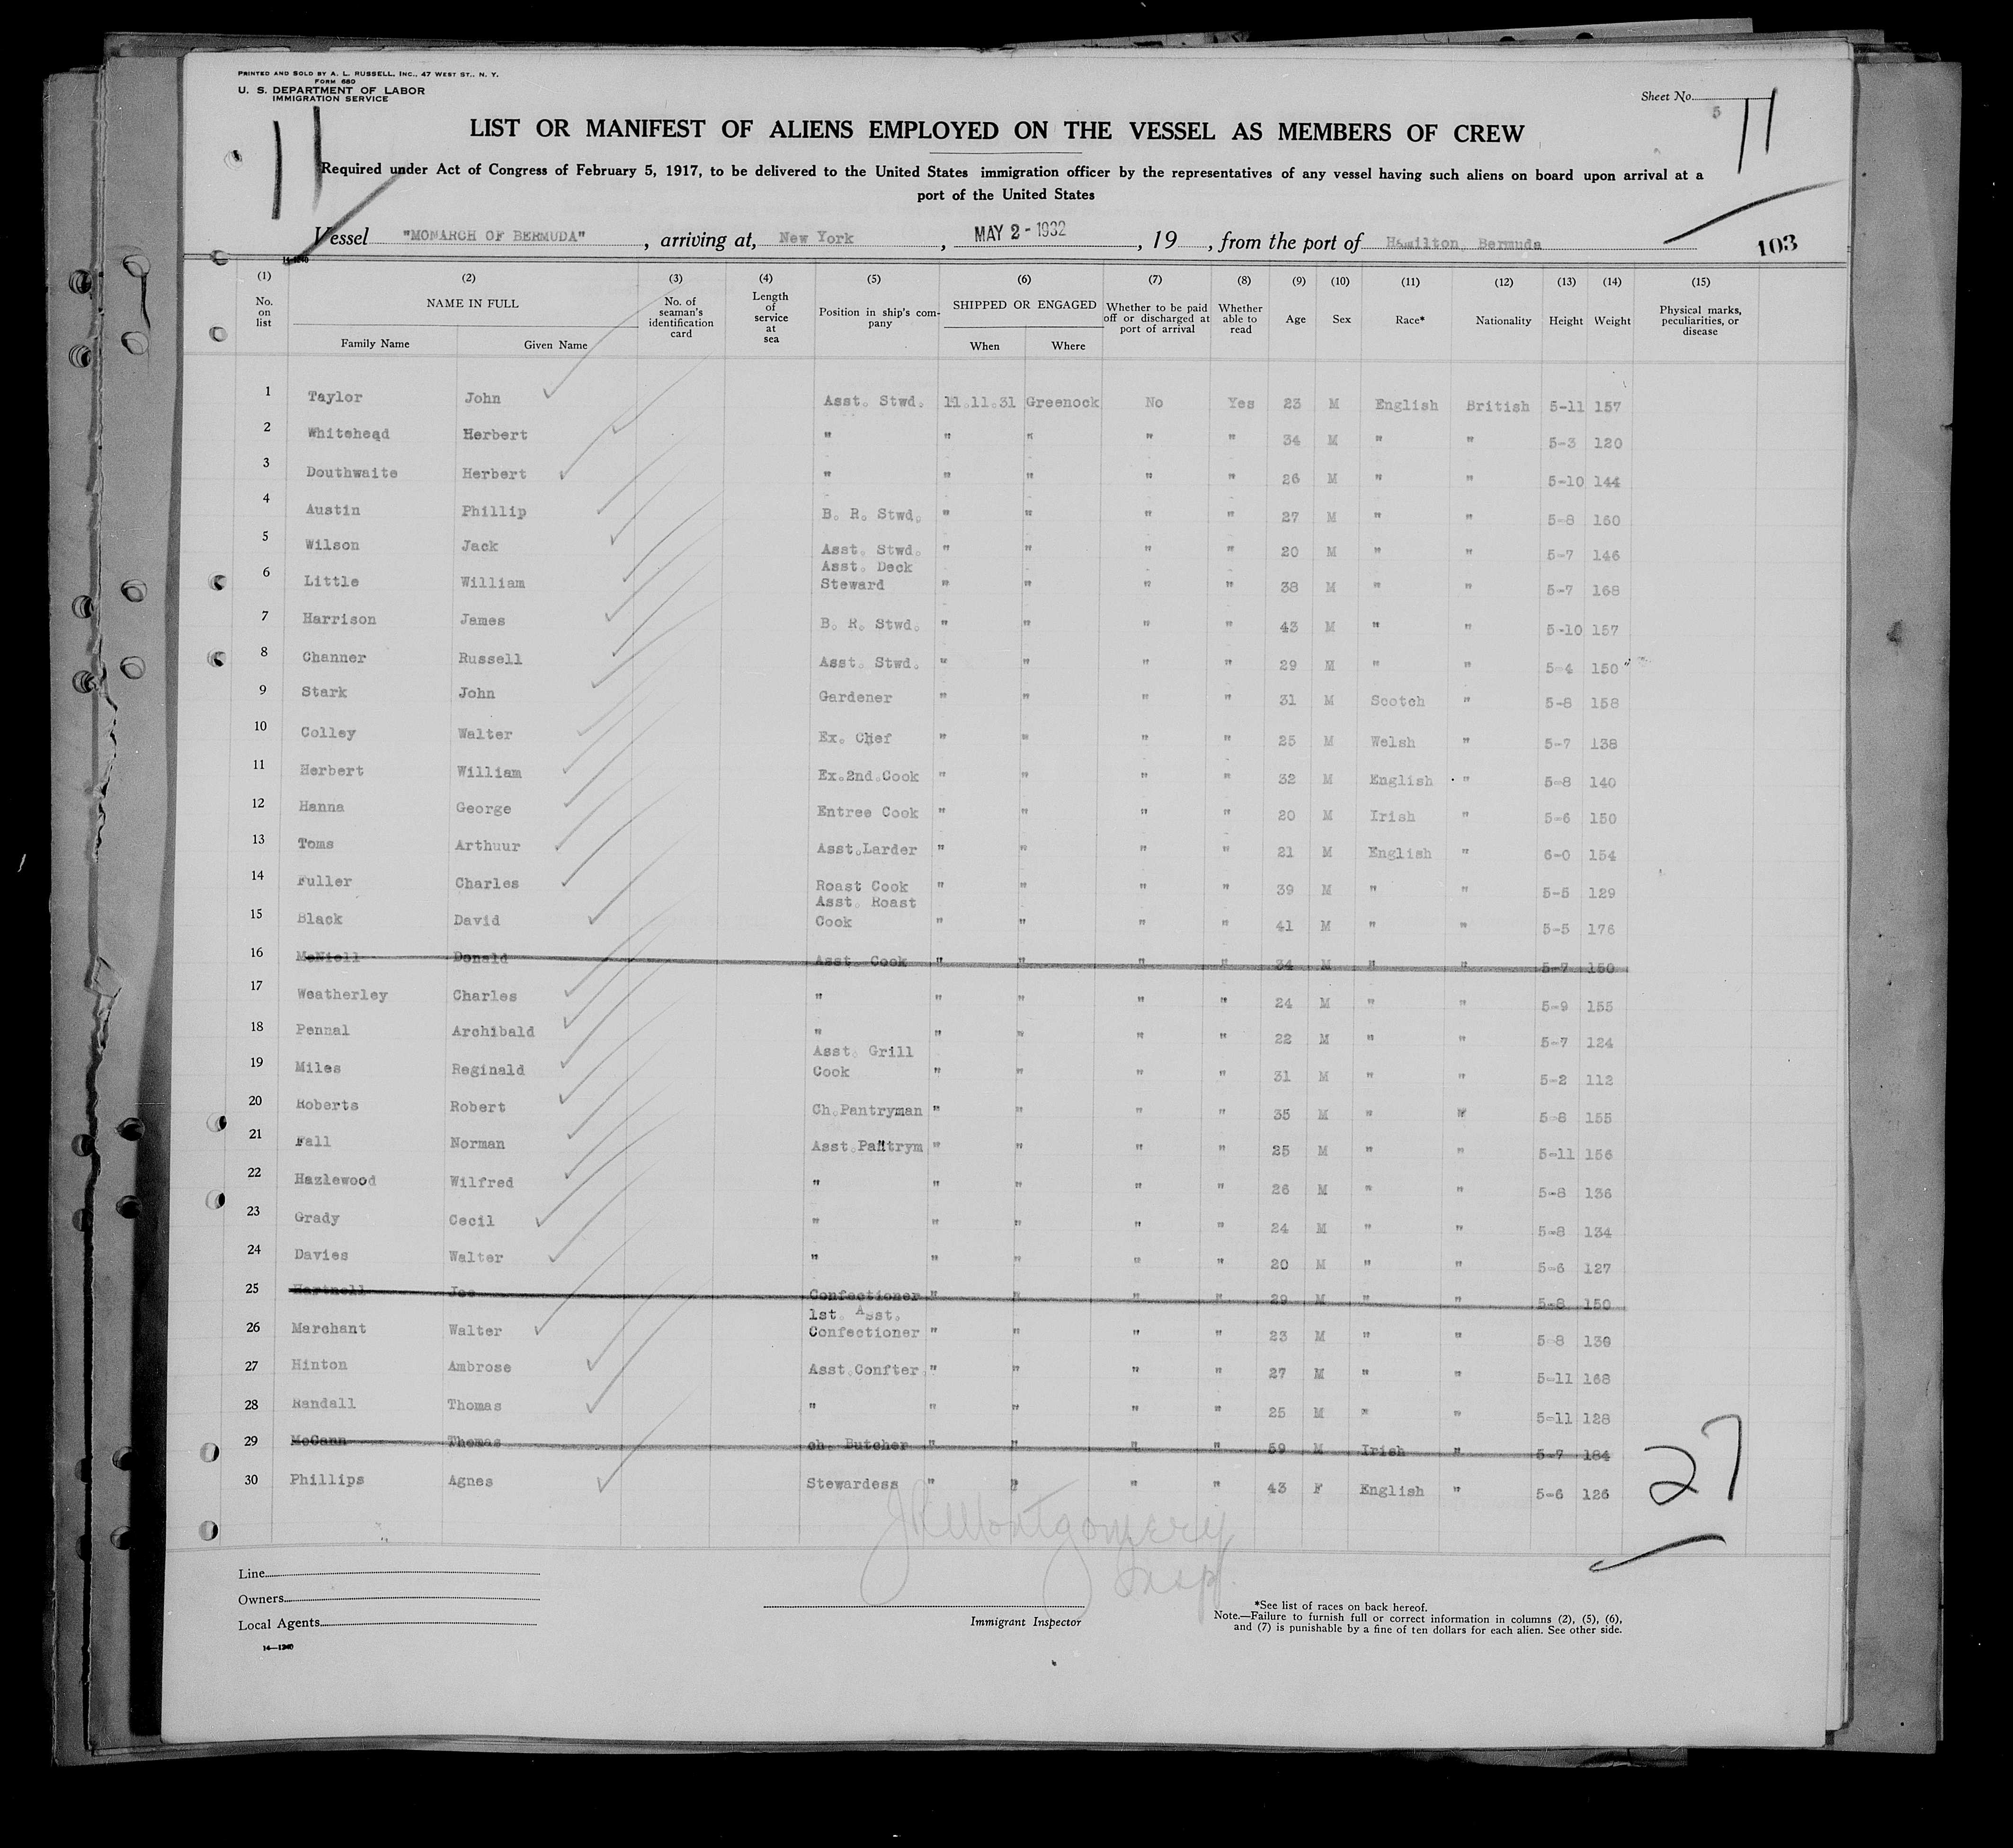 PRINTED AND SOLD BY A. L. RUSSELL, INC., 47 WEST ST., N. Y.
FORM 680
U. S. DEPARTMENT OF LABOR
IMMIGRATION SERVICE
Sheet No.
5
11
11
LIST OR MANIFEST OF ALIENS EMPLOYED ON THE VESSEL AS MEMBERS OF CREW
Required under Act of Congress of February 5, 1917, to be delivered to the United States immigration officer by the representatives of any vessel having such aliens on board upon arrival at a
port of the United States
Vessel "MONARCH OF BERMUDA", arriving at, New York, MAY 2 - 1932, 19, from the port of Hamilton, Bermuda
103
14-1240
(1) (2) (3) (4) (5) (6) (7) (8) (9) (10) (11) (12) (13) (14) (15)
No. on list NAME IN FULL Family Name Given Name No. of seaman's identification card Length of service at sea Position in ship's company SHIPPED OR ENGAGED When Where Whether to be paid off or discharged at port of arrival Whether able to read Age Sex Race* Nationality Height Weight Physical marks, peculiarities, or disease
1 Taylor John Asst. Stwd. 11.11.31 Greenock No Yes 23 M English British 5-11 157
2 Whitehead Herbert " " " " " 34 M " " 5-3 120
3 Douthwaite Herbert " " " " " 26 M " " 5-10 144
4 Austin Phillip B. R. Stwd. " " " " 27 M " " 5-8 160
5 Wilson Jack Asst. Stwd. " " " " 20 M " " 5-7 146
6 Little William Asst. Deck Steward " " " " 38 M " " 5-7 168
7 Harrison James B. R. Stwd. " " " " 43 M " " 5-10 157
8 Channer Russell Asst. Stwd. " " " " 29 M " " 5-4 150
9 Stark John Gardener " " " " 31 M Scotch " 5-8 158
10 Colley Walter Ex. Chef " " " " 25 M Welsh " 5-7 138
11 Herbert William Ex.2nd.Cook " " " " 32 M English " 5-8 140
12 Hanna George Entree Cook " " " " 20 M Irish " 5-6 150
13 Toms Arthuur Asst.Larder " " " " 21 M English " 6-0 154
14 Fuller Charles Roast Cook " " " " 39 M " " 5-5 129
15 Black David Asst. Roast Cook " " " " 41 M " " 5-5 176
16 McNiell Donald Asst. Cook " " " " 34 M " " 5-7 150
17 Weatherley Charles " " " " " 24 M " " 5-9 155
18 Pennal Archibald " " " " " 22 M " " 5-7 124
19 Miles Reginald Asst. Grill Cook " " " " 31 M " " 5-2 112
20 Roberts Robert Ch.Pantryman " " " " 35 M " " 5-8 155
21 Fall Norman Asst.Pantrym " " " " 25 M " " 5-11 156
22 Hazlewood Wilfred " " " " " 26 M " " 5-8 136
23 Grady Cecil " " " " " 24 M " " 5-8 134
24 Davies Walter " " " " " 20 M " " 5-6 127
25 Hartnell Joe Confectioner " " " " 29 M " " 5-8 150
26 Marchant Walter 1st. Asst. Confectioner " " " " 23 M " " 5-8 139
27 Hinton Ambrose Asst.Confter. " " " " 27 M " " 5-11 168
28 Randall Thomas " " " " " 25 M " " 5-11 128
29 McCann Thomas ch. Butcher " " " " 59 M Irish " 5-7 184
30 Phillips Agnes Stewardess " " " " 43 F English " 5-6 126
27
JRMontgomery
Insp.
Line
Owners
Local Agents
14-1240
Immigrant Inspector
*See list of races on back hereof.
Note.—Failure to furnish full or correct information in columns (2), (5), (6),
and (7) is punishable by a fine of ten dollars for each alien. See other side.